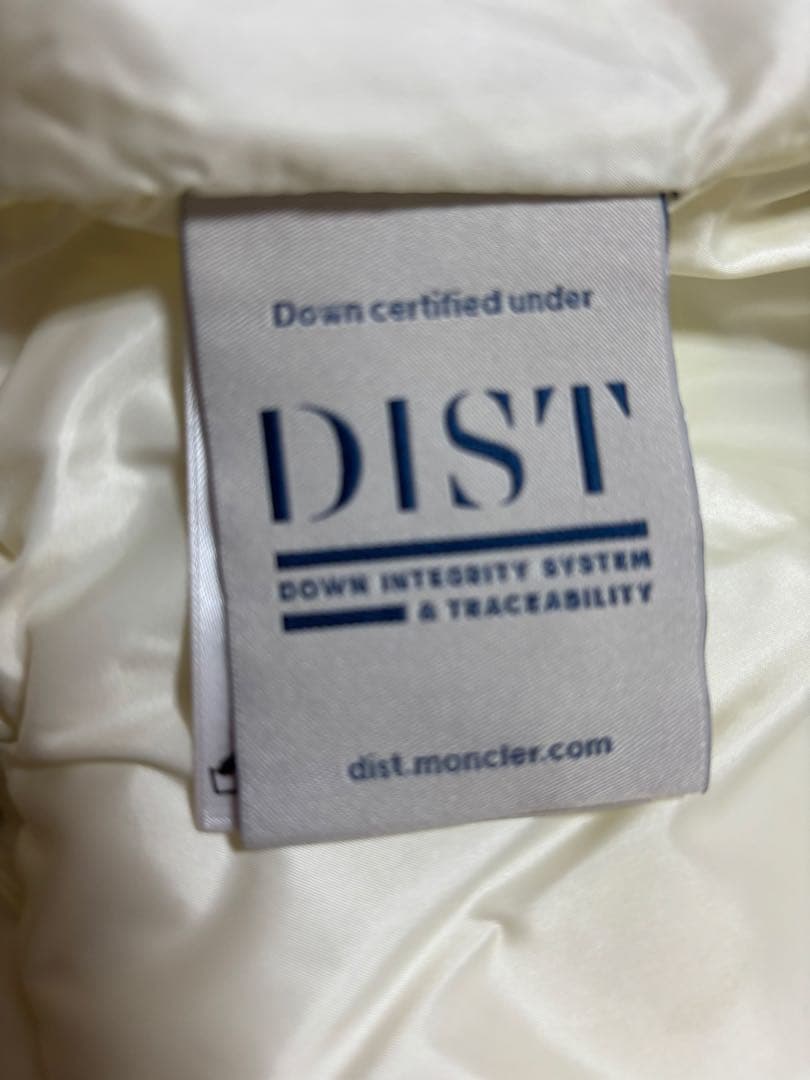 Down certified under
DIST
DOWN INTEGRITY SYSTEM
& TRACEABILITY
dist.moncler.com